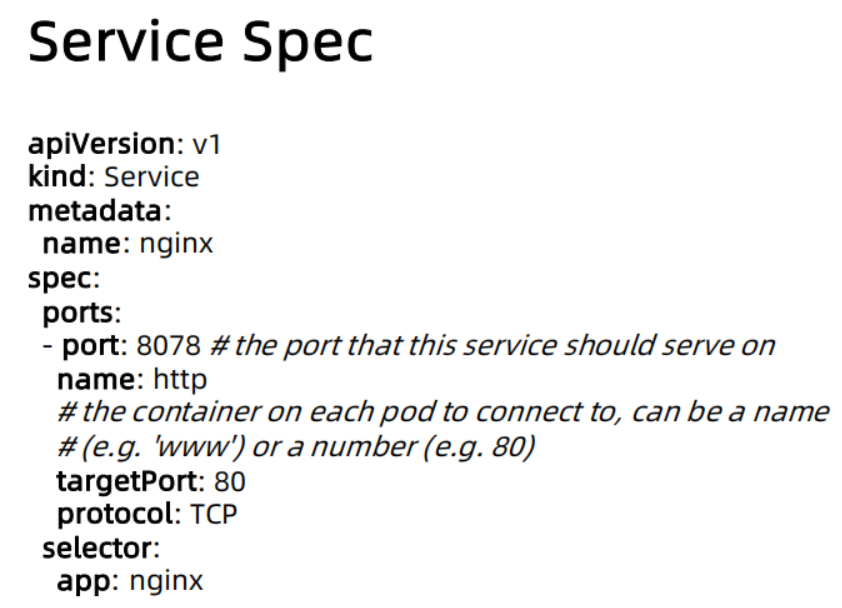 Service Spec
apiVersion: v1
kind: Service
metadata:
  name: nginx
spec:
  ports:
  - port: 8078 # the port that this service should serve on
    name: http
    # the container on each pod to connect to, can be a name
    # (e.g. 'www') or a number (e.g. 80)
    targetPort: 80
    protocol: TCP
  selector:
    app: nginx